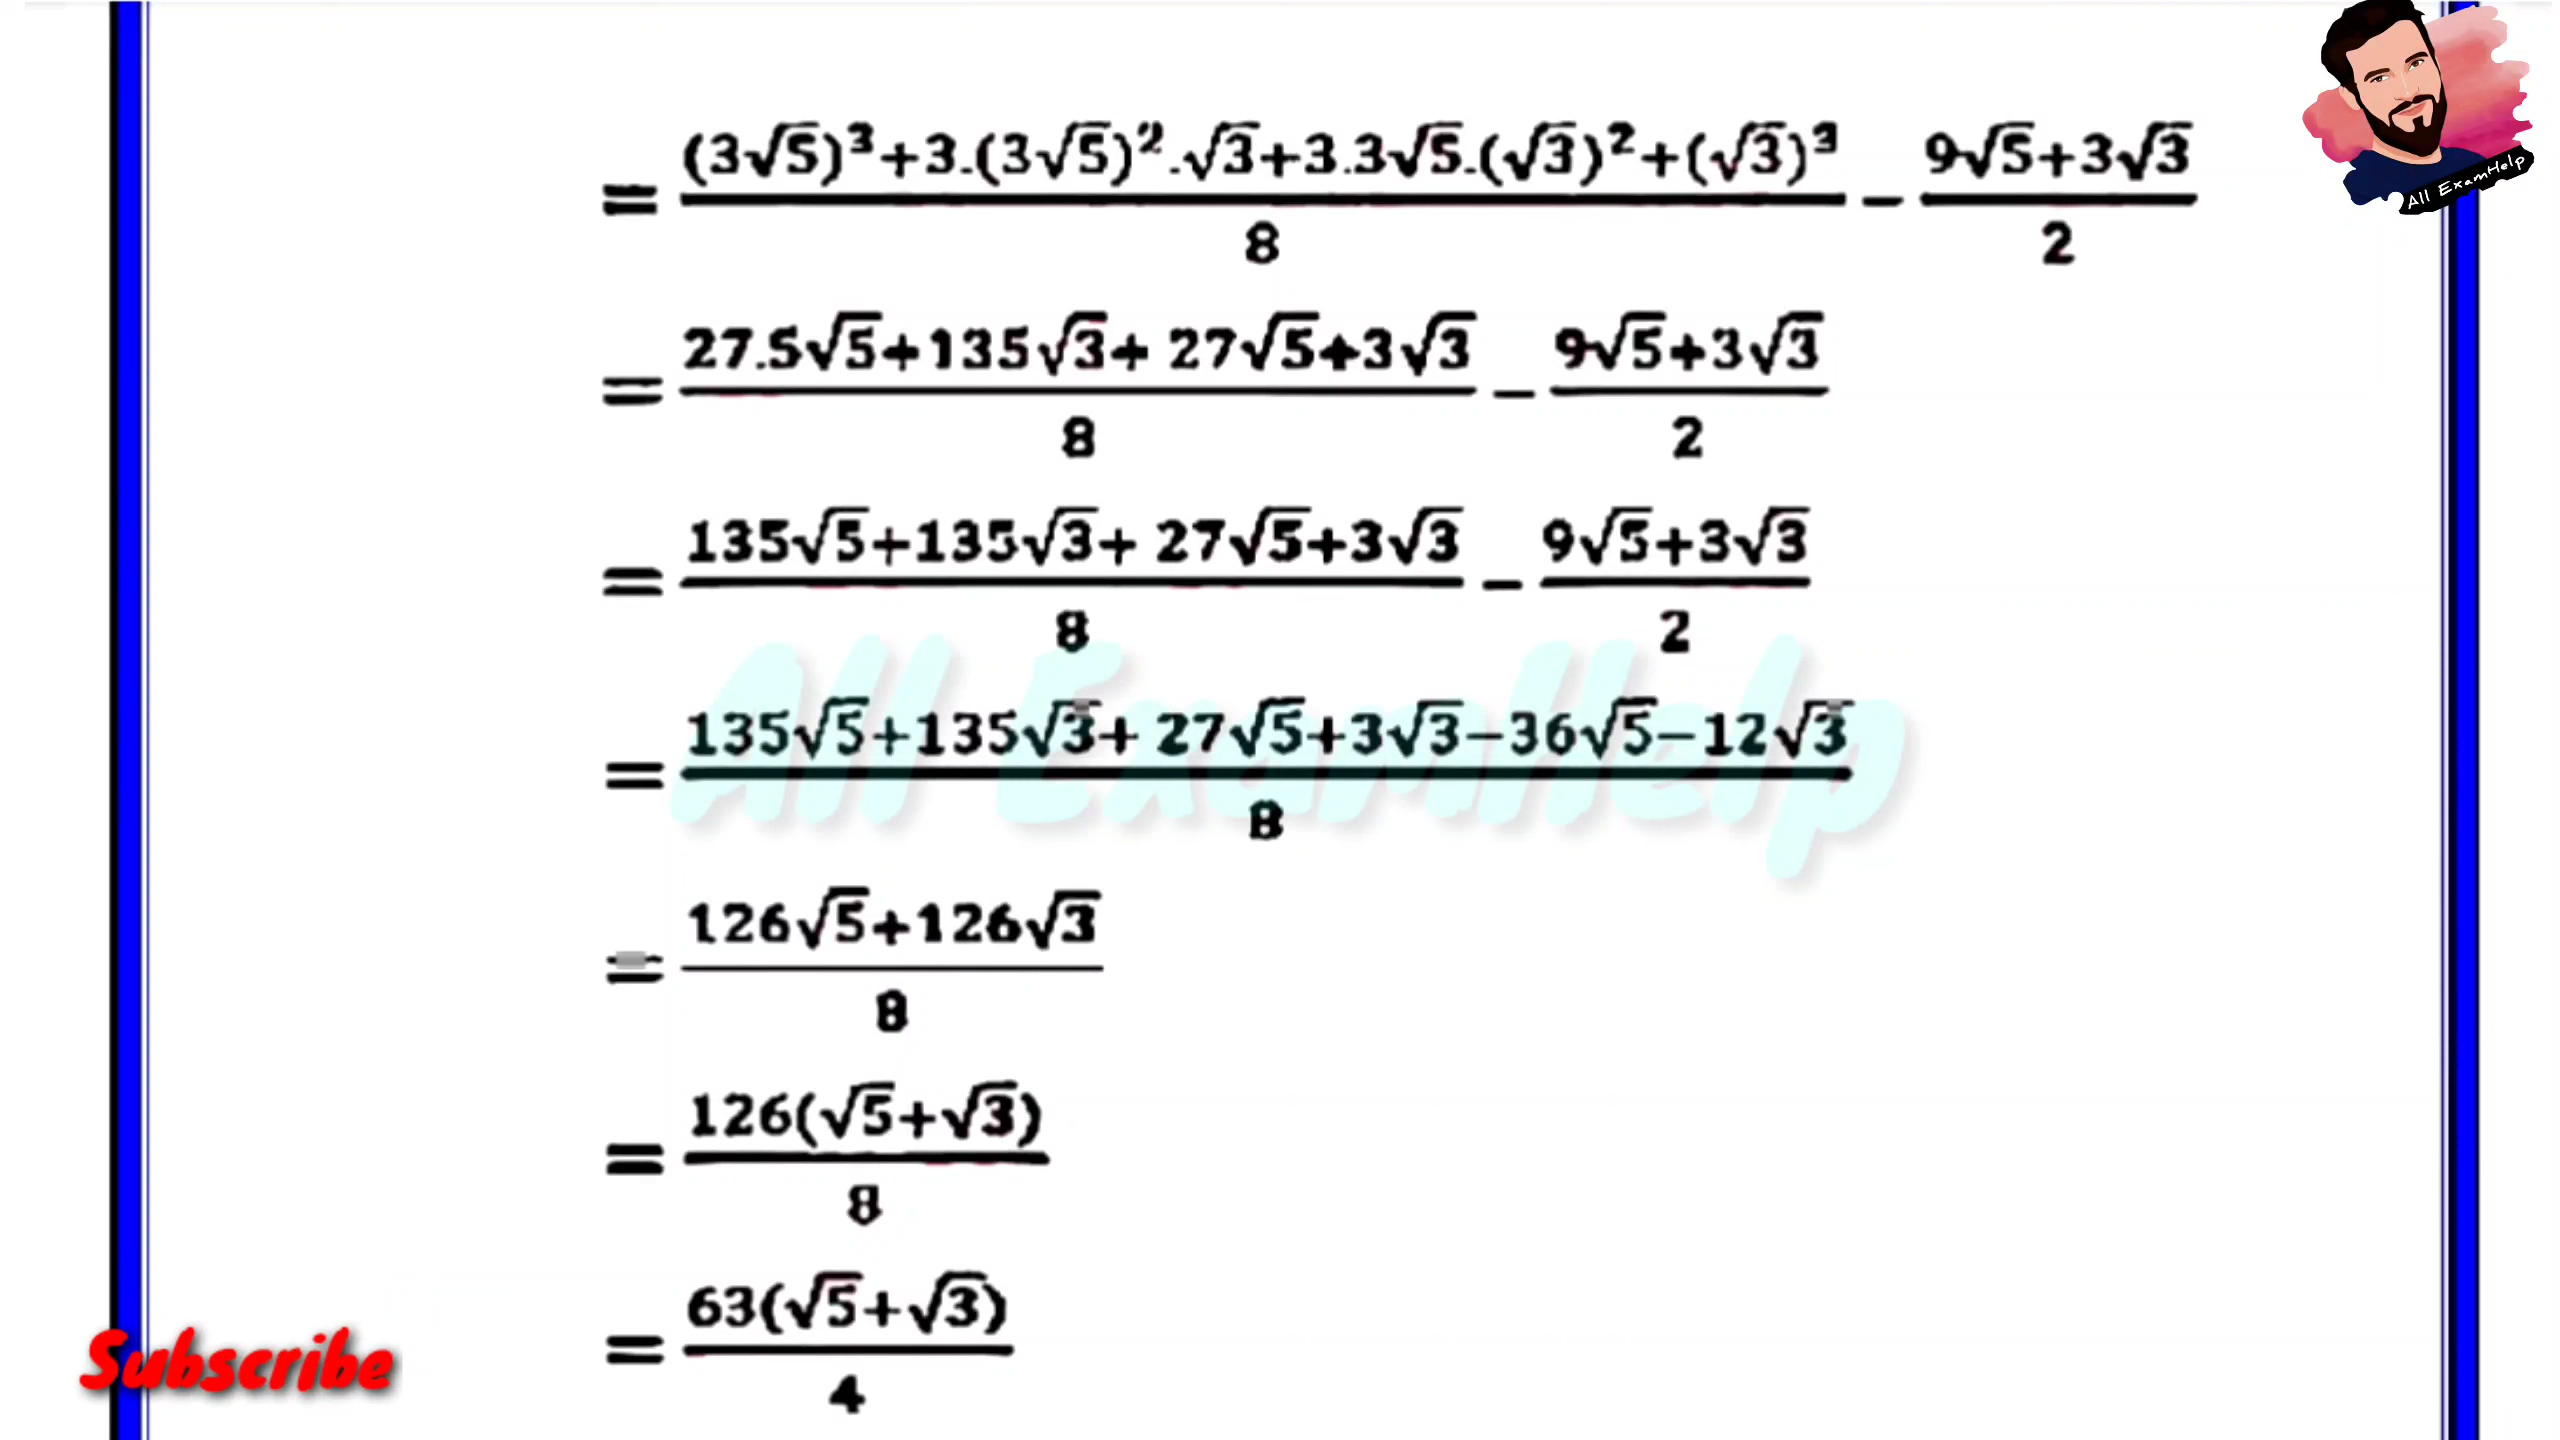 All ExamHelp
= (3√5)³+3.(3√5)².√3+3.3√5.(√3)²+(√3)³/8 − 9√5+3√3/2
= 27.5√5+135√3+ 27√5+3√3/8 − 9√5+3√3/2
= 135√5+135√3+ 27√5+3√3/8 − 9√5+3√3/2
All ExamHelp
= 135√5+135√3+ 27√5+3√3−36√5−12√3/8
= 126√5+126√3/8
= 126(√5+√3)/8
= 63(√5+√3)/4
Subscribe